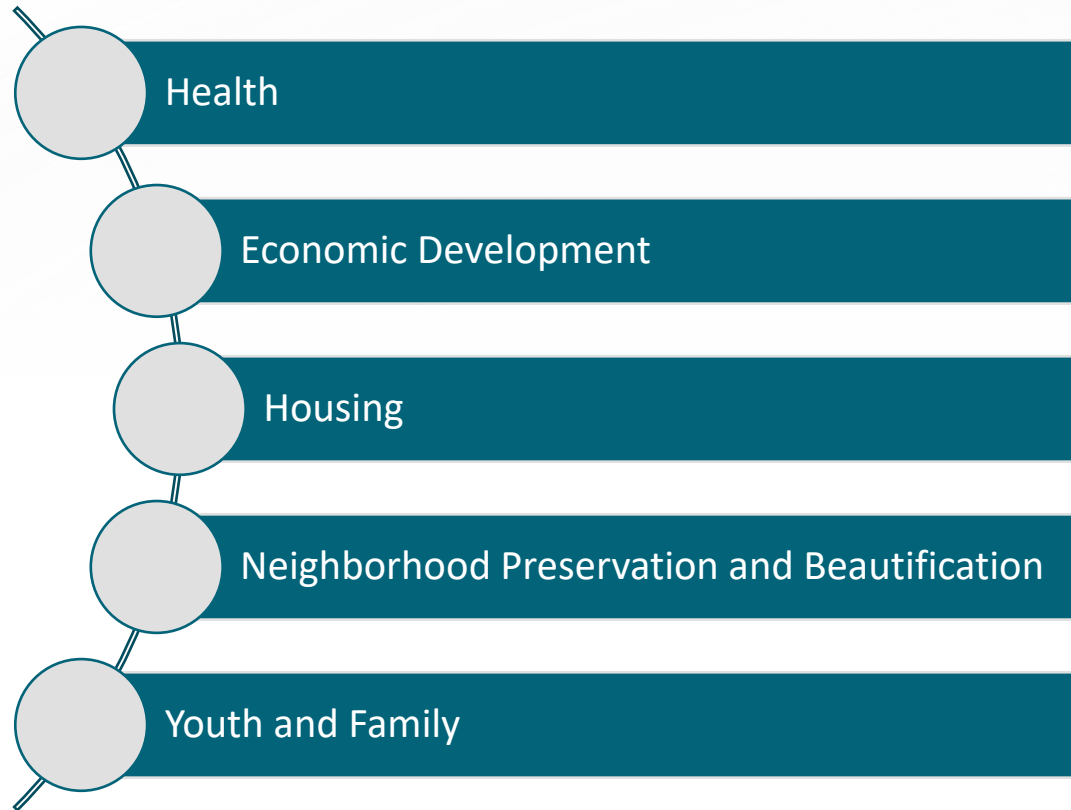 Health
Economic Development
Housing
Neighborhood Preservation and Beautification
Youth and Family